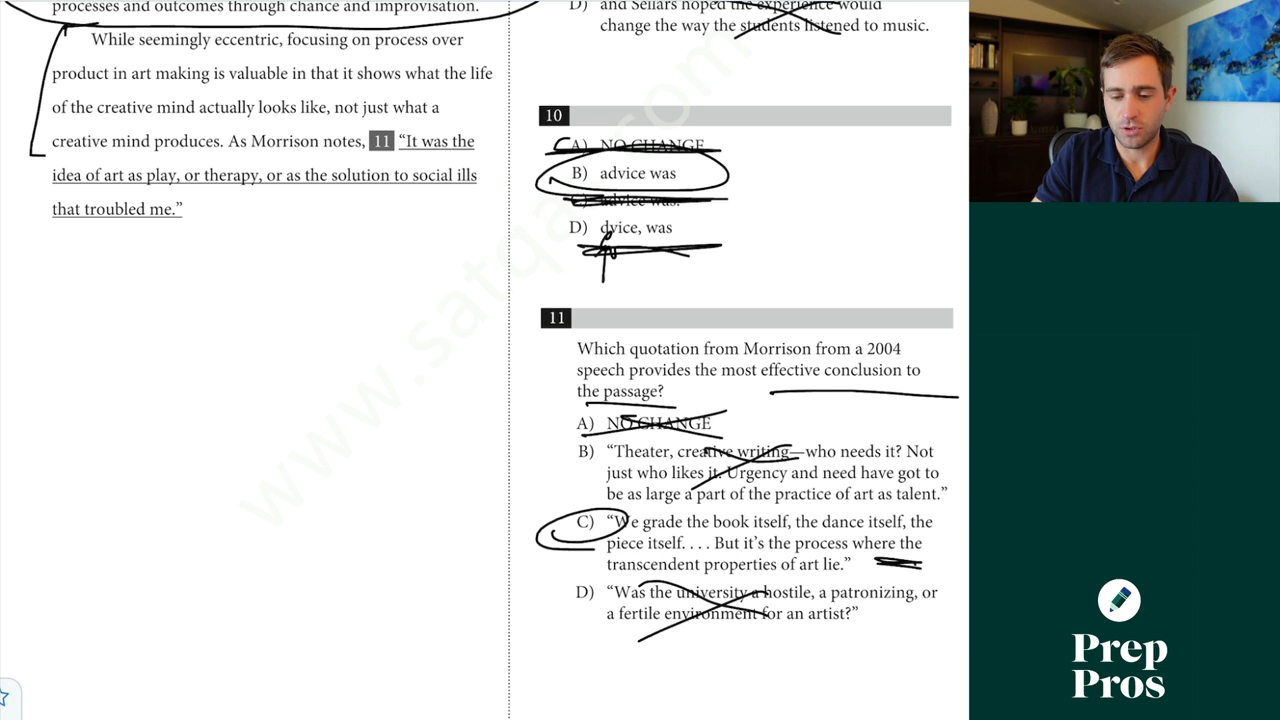 processes and outcomes through chance and improvisation.
While seemingly eccentric, focusing on process over
product in art making is valuable in that it shows what the life
of the creative mind actually looks like, not just what a
creative mind produces. As Morrison notes, 11 “It was the
idea of art as play, or therapy, or as the solution to social ills
that troubled me.”
D) and Sellars hoped the experience would
change the way the students listened to music.
10
A) NO CHANGE
B) advice was
C) advice was:
D) dvice, was
11
Which quotation from Morrison from a 2004
speech provides the most effective conclusion to
the passage?
A) NO CHANGE
B) “Theater, creative writing—who needs it? Not
just who likes it. Urgency and need have got to
be as large a part of the practice of art as talent.”
C) “We grade the book itself, the dance itself, the
piece itself. . . . But it’s the process where the
transcendent properties of art lie.”
D) “Was the university a hostile, a patronizing, or
a fertile environment for an artist?”
www.satqa.com
Prep
Pros